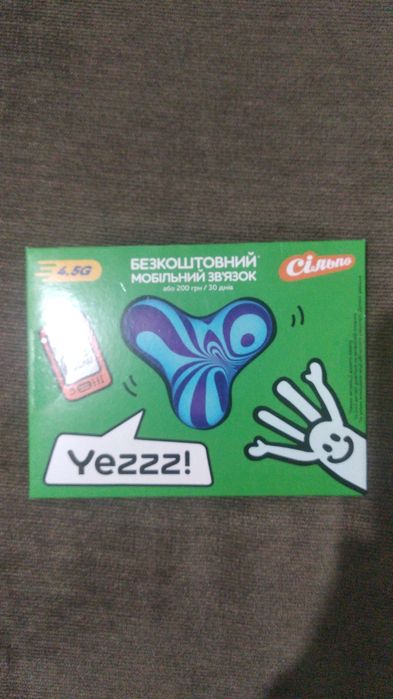 4.5G
БЕЗКОШТОВНИЙ*
МОБІЛЬНИЙ ЗВ'ЯЗОК
або 200 грн / 30 днів
Сільпо
Yezzz!